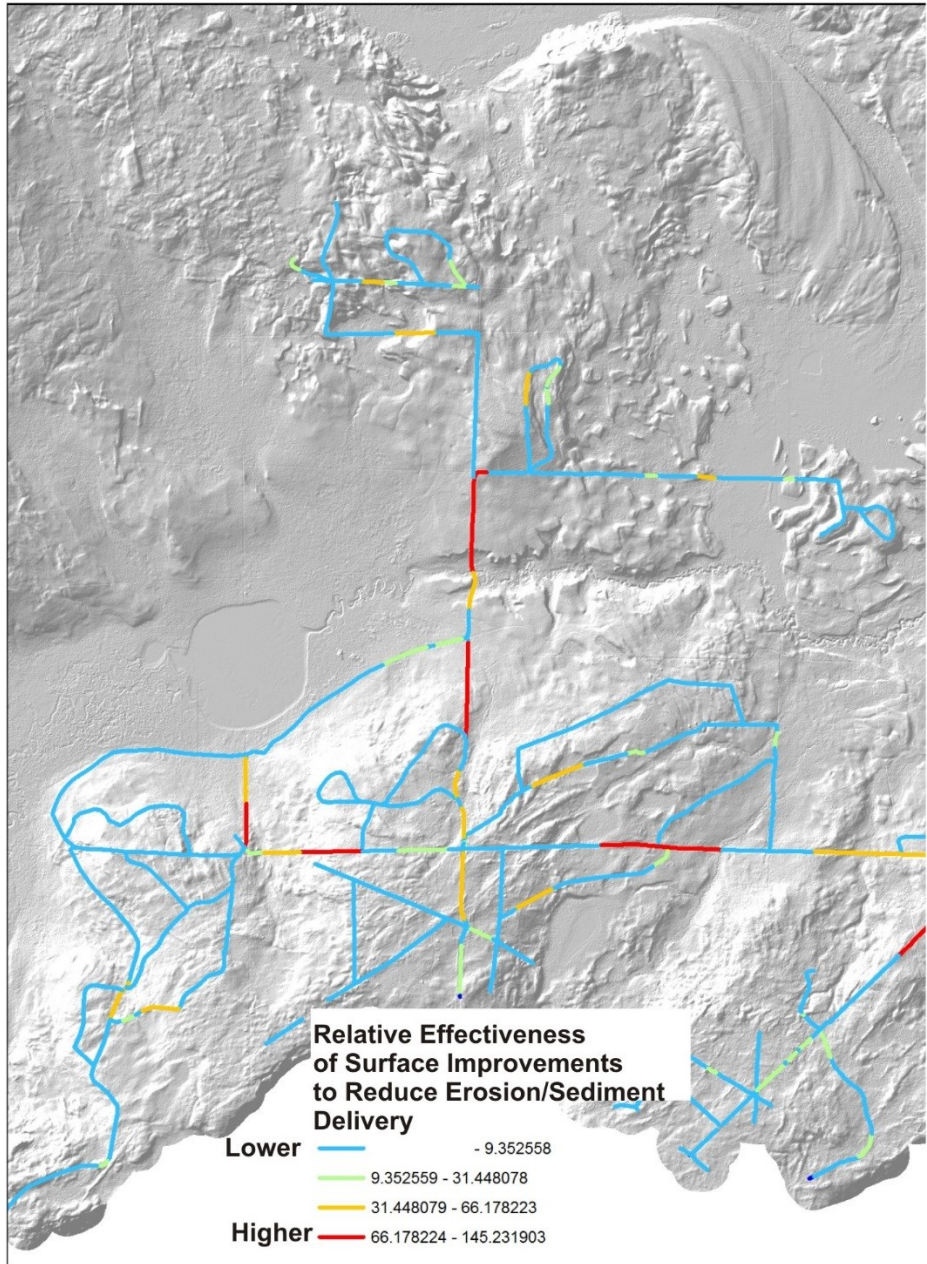 Relative Effectiveness
of Surface Improvements
to Reduce Erosion/Sediment
Delivery
Lower - 9.352558
9.352559 - 31.448078
31.448079 - 66.178223
Higher 66.178224 - 145.231903